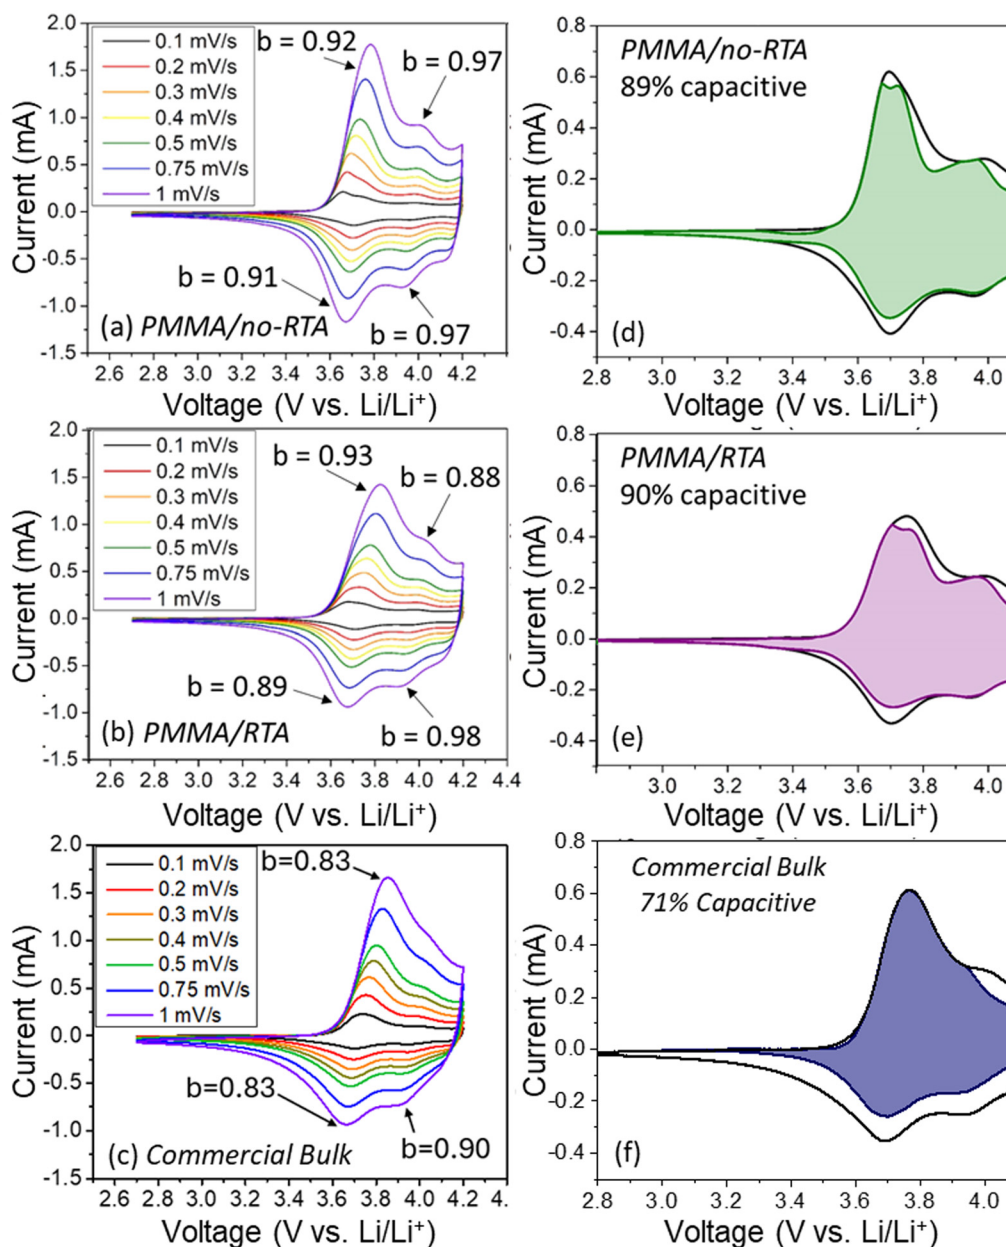 2.0
1.5
1.0
0.5
0.0
-0.5
-1.0
-1.5
Current (mA)
0.1 mV/s
0.2 mV/s
0.3 mV/s
0.4 mV/s
0.5 mV/s
0.75 mV/s
1 mV/s
b = 0.92
b = 0.97
b = 0.91
b = 0.97
(a) PMMA/no-RTA
2.6 2.8 3.0 3.2 3.4 3.6 3.8 4.0 4.2
Voltage (V vs. Li/Li⁺)
0.8
0.6
0.4
0.2
0.0
-0.2
-0.4
Current (mA)
PMMA/no-RTA
89% capacitive
(d)
2.8 3.0 3.2 3.4 3.6 3.8 4.0
Voltage (V vs. Li/Li⁺)
2.0
1.5
1.0
0.5
0.0
-0.5
-1.0
-1.5
Current (mA)
0.1 mV/s
0.2 mV/s
0.3 mV/s
0.4 mV/s
0.5 mV/s
0.75 mV/s
1 mV/s
b = 0.93
b = 0.88
b = 0.89
b = 0.98
(b) PMMA/RTA
2.6 2.8 3.0 3.2 3.4 3.6 3.8 4.0 4.2 4.4
Voltage (V vs. Li/Li⁺)
0.8
0.6
0.4
0.2
0.0
-0.2
-0.4
Current (mA)
PMMA/RTA
90% capacitive
(e)
2.8 3.0 3.3 3.4 3.6 3.8 4.0
Voltage (V vs. Li/Li⁺)
2.0
1.5
1.0
0.5
0.0
-0.5
-1.0
-1.5
Current (mA)
0.1 mV/s
0.2 mV/s
0.3 mV/s
0.4 mV/s
0.5 mV/s
0.75 mV/s
1 mV/s
b=0.83
b=0.83
b=0.90
(c) Commercial Bulk
2.6 2.8 3.0 3.2 3.4 3.6 3.8 4.0 4.2
Voltage (V vs. Li/Li⁺)
0.8
0.6
0.4
0.2
0.0
-0.2
-0.4
Current (mA)
Commercial Bulk
71% Capacitive
(f)
2.8 3.0 3.2 3.4 3.6 3.8 4.0
Voltage (V vs. Li/Li⁺)